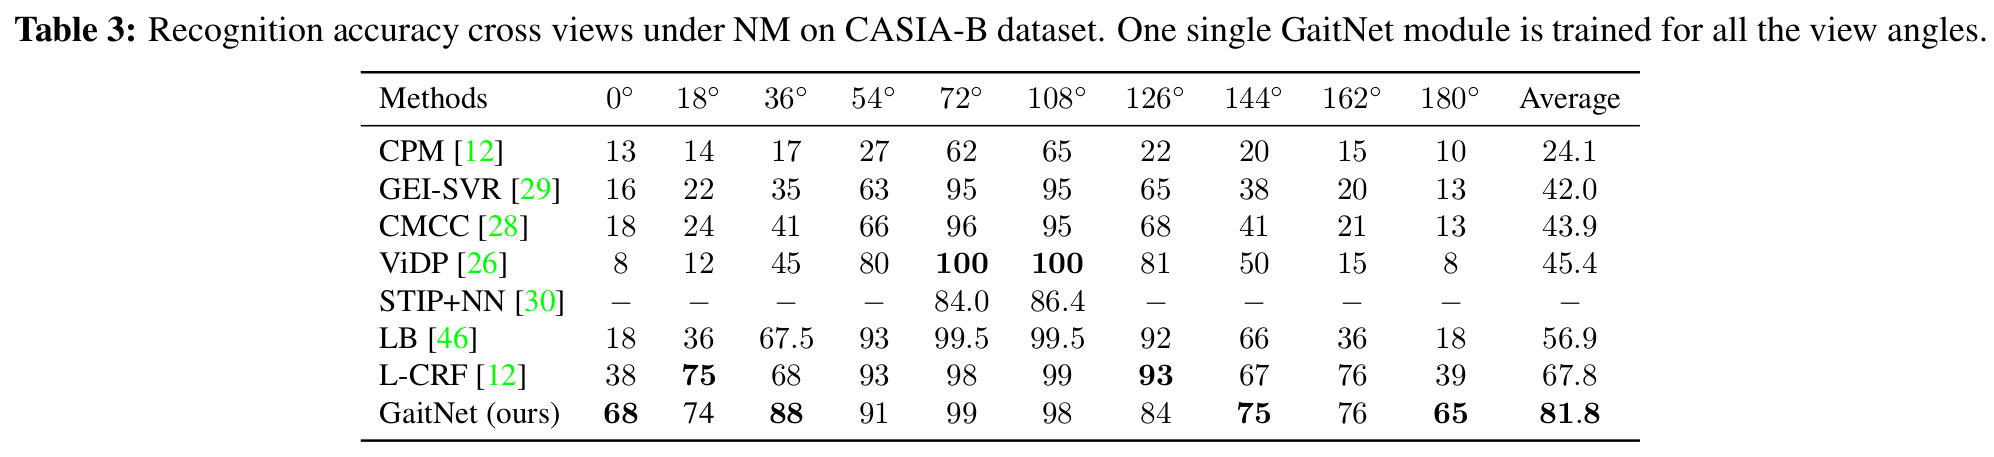 Table 3: Recognition accuracy cross views under NM on CASIA-B dataset. One single GaitNet module is trained for all the view angles.
Methods 0° 18° 36° 54° 72° 108° 126° 144° 162° 180° Average
CPM [12] 13 14 17 27 62 65 22 20 15 10 24.1
GEI-SVR [29] 16 22 35 63 95 95 65 38 20 13 42.0
CMCC [28] 18 24 41 66 96 95 68 41 21 13 43.9
ViDP [26] 8 12 45 80 100 100 81 50 15 8 45.4
STIP+NN [30] − − − − 84.0 86.4 − − − − −
LB [46] 18 36 67.5 93 99.5 99.5 92 66 36 18 56.9
L-CRF [12] 38 75 68 93 98 99 93 67 76 39 67.8
GaitNet (ours) 68 74 88 91 99 98 84 75 76 65 81.8